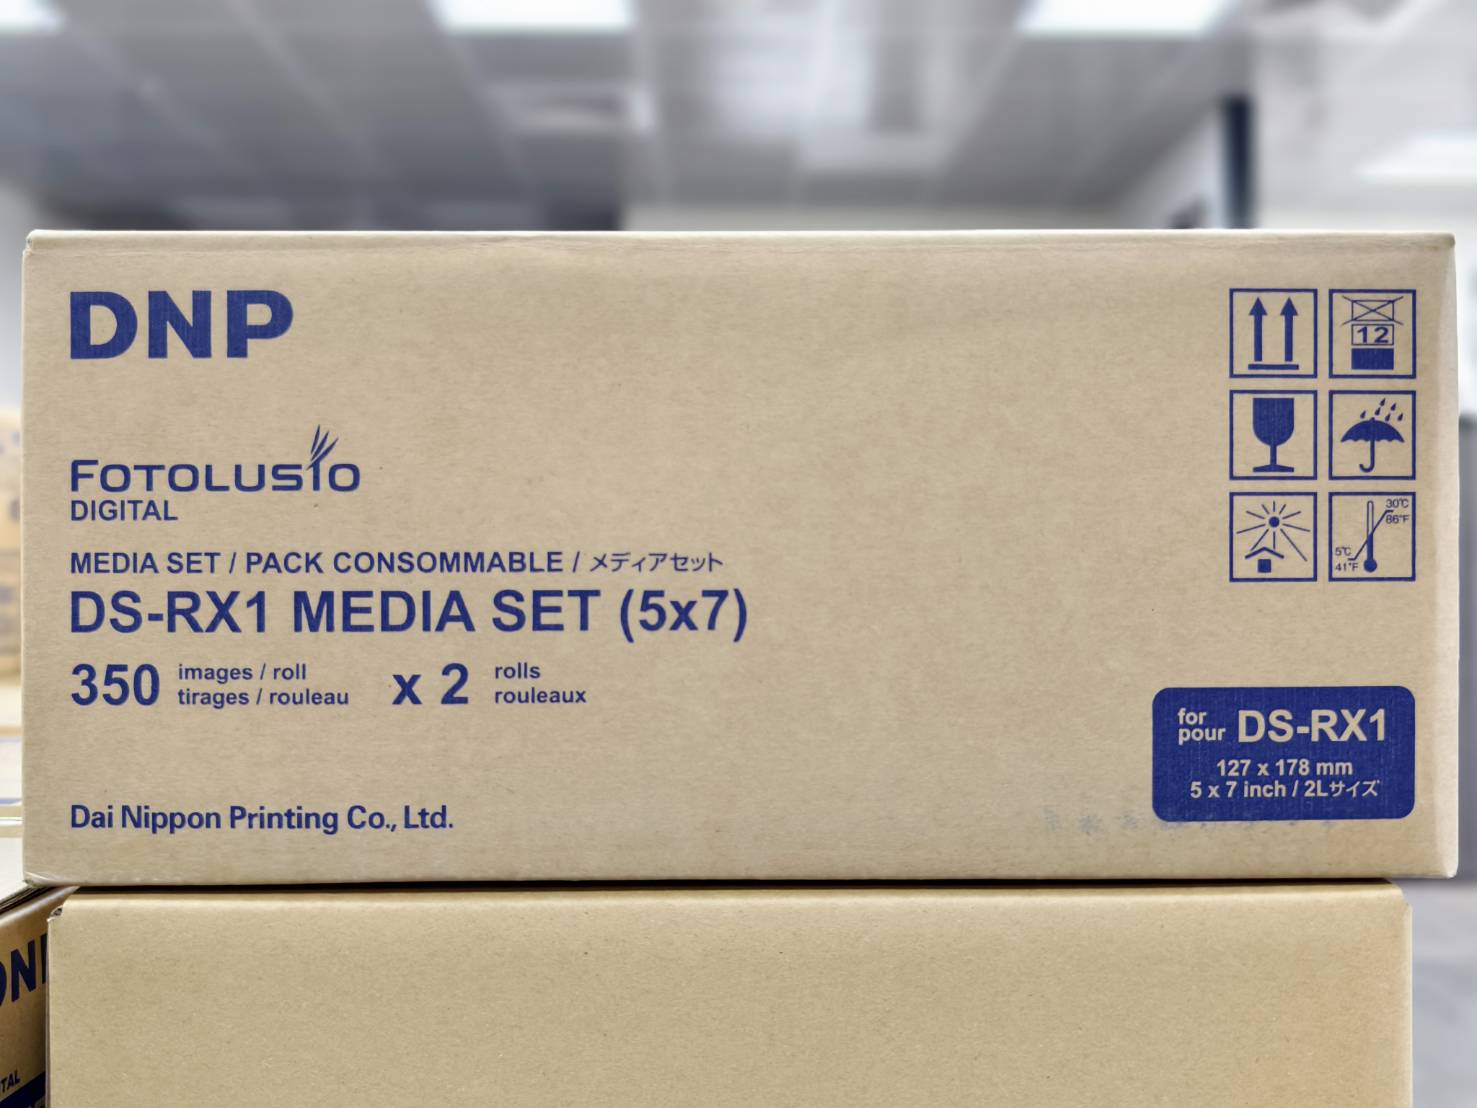 DNP
FOTOLUSIO
DIGITAL
MEDIA SET / PACK CONSOMMABLE / メディアセット
DS-RX1 MEDIA SET (5x7)
350 images / roll x 2 rolls
tirages / rouleau rouleaux
Dai Nippon Printing Co., Ltd.
12
30℃
86°F
5℃
41°F
for pour DS-RX1
127 x 178 mm
5 x 7 inch / 2Lサイズ
DN
TAL